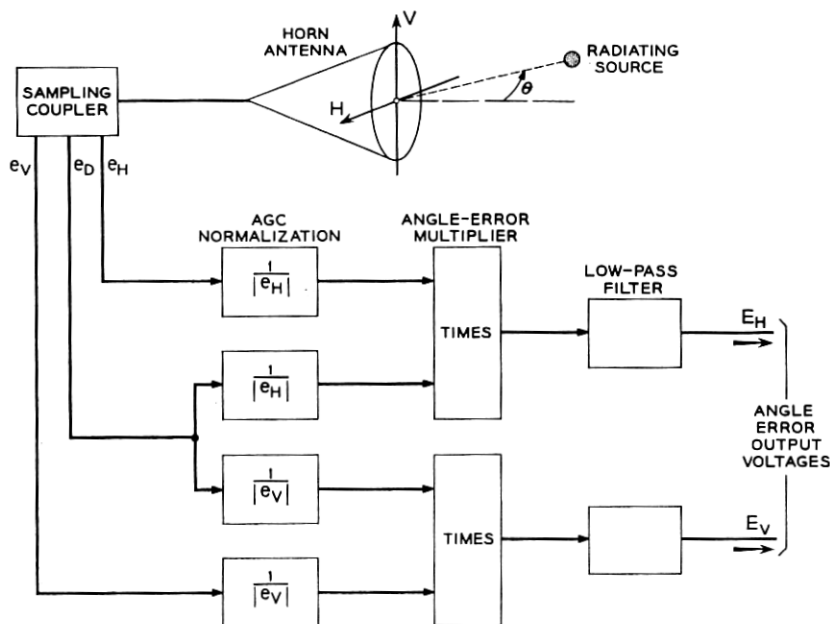 HORN
ANTENNA
V
RADIATING
SOURCE
SAMPLING
COUPLER
H
θ
eV eD eH
AGC
NORMALIZATION
ANGLE-ERROR
MULTIPLIER
LOW-PASS
FILTER
1/|eH|
TIMES
EH
1/|eH|
ANGLE
ERROR
OUTPUT
VOLTAGES
1/|eV|
TIMES
EV
1/|eV|